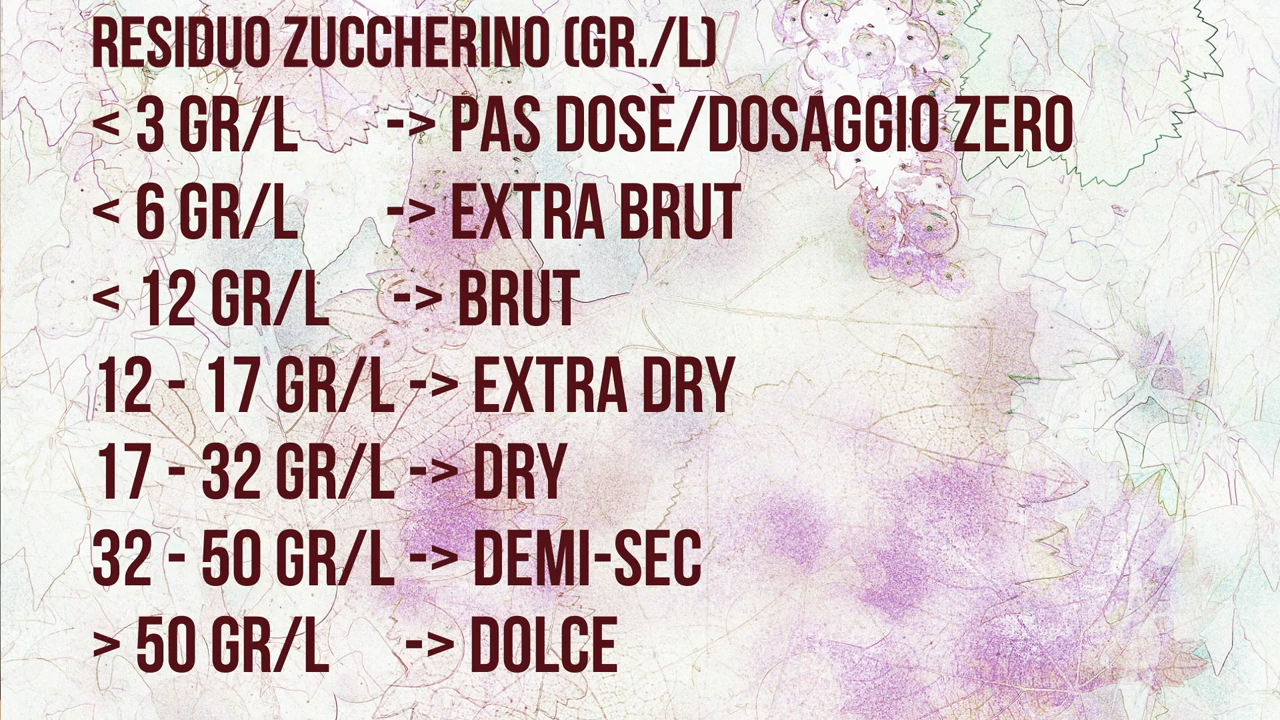 RESIDUO ZUCCHERINO (GR./L)
< 3 GR/L -> PAS DOSÈ/DOSAGGIO ZERO
< 6 GR/L -> EXTRA BRUT
< 12 GR/L -> BRUT
12 - 17 GR/L -> EXTRA DRY
17 - 32 GR/L -> DRY
32 - 50 GR/L -> DEMI-SEC
> 50 GR/L -> DOLCE